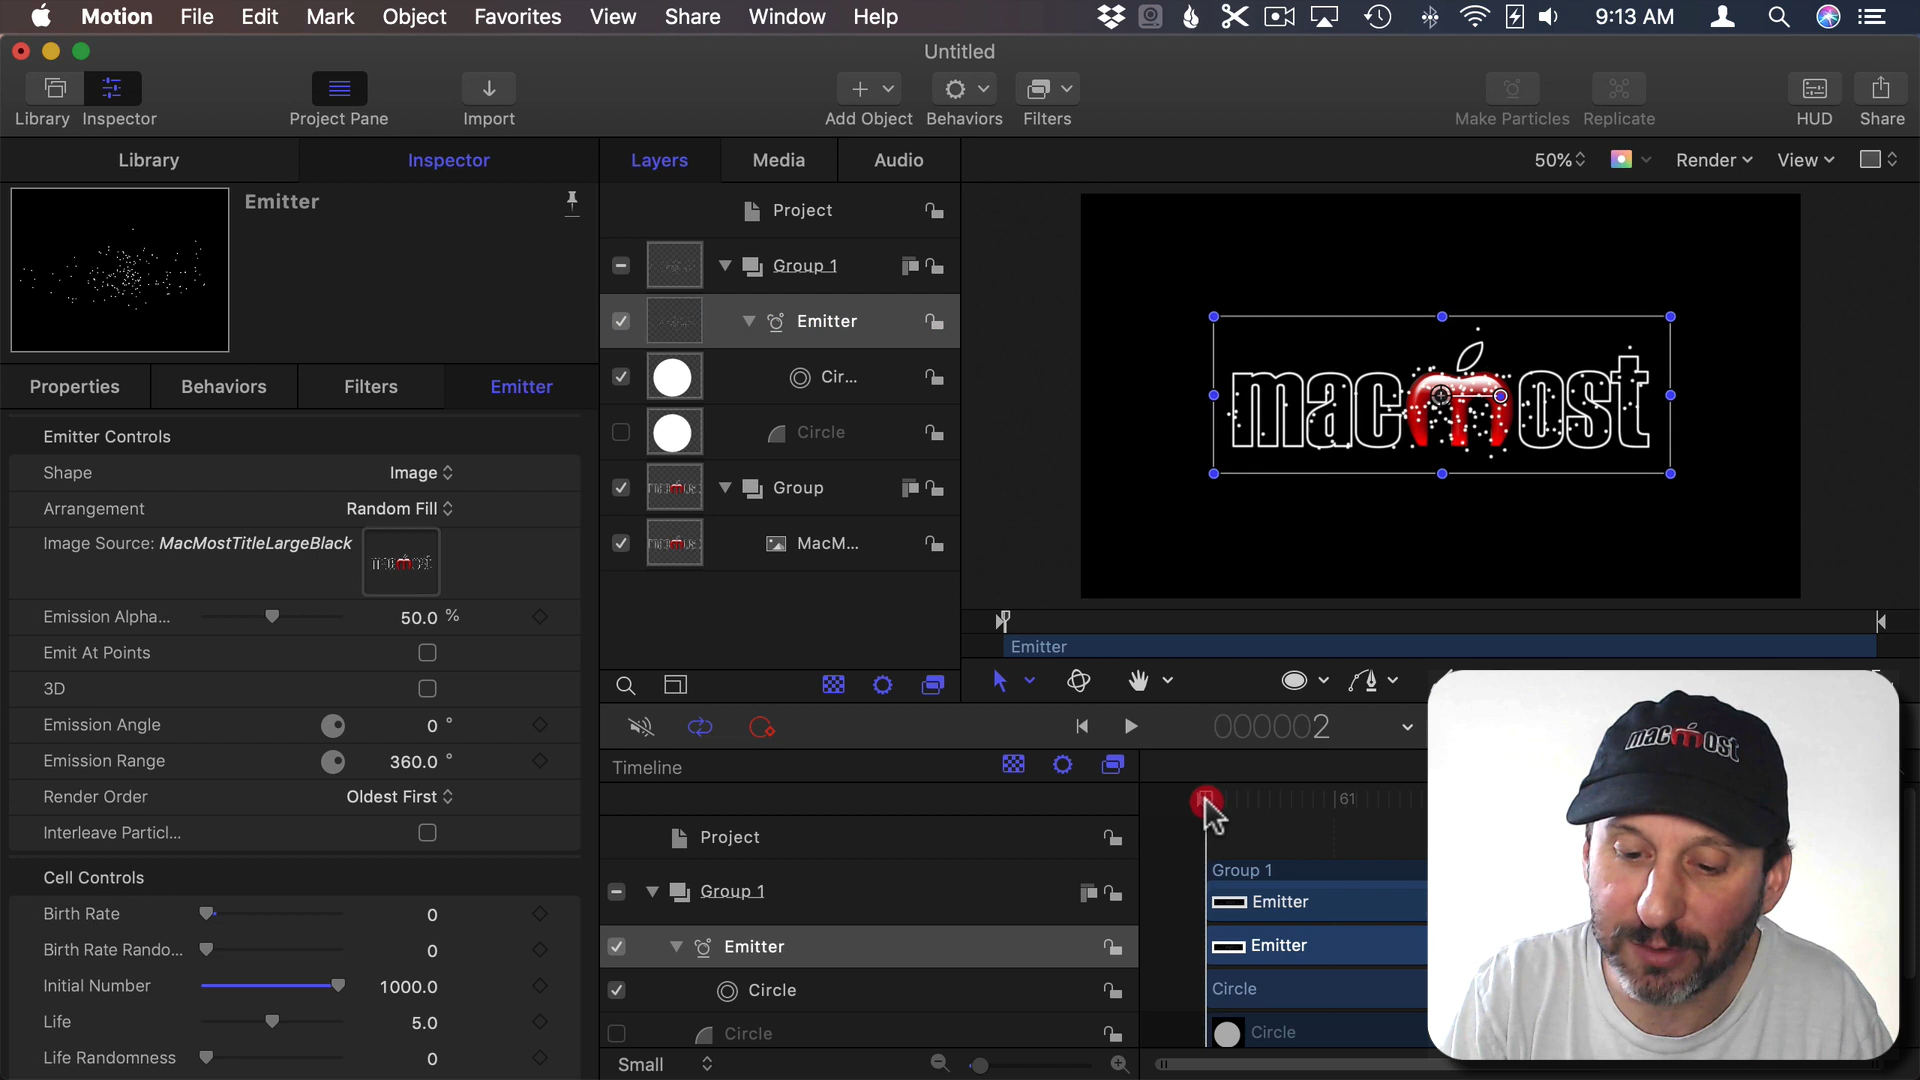 Motion File Edit Mark Object Favorites View Share Window Help 9:13 AM
Untitled
Library Inspector Project Pane Import Add Object Behaviors Filters Make Particles Replicate HUD Share
Library Inspector Layers Media Audio 50% Render View
Emitter
Project
Group 1
Emitter
Cir...
Circle
Group
MacM...
Properties Behaviors Filters Emitter
Emitter Controls
Shape Image
Arrangement Random Fill
Image Source: MacMostTitleLargeBlack
Emission Alpha... 50.0 %
Emit At Points
3D
Emission Angle 0 °
Emission Range 360.0 °
Render Order Oldest First
Interleave Particl...
Cell Controls
Birth Rate 0
Birth Rate Rando... 0
Initial Number 1000.0
Life 5.0
Life Randomness 0
macmost
Emitter
000002
Timeline
61
Project
Group 1
Emitter
Circle
Circle
Small
Group 1
Emitter
Emitter
Circle
Circle
macmost